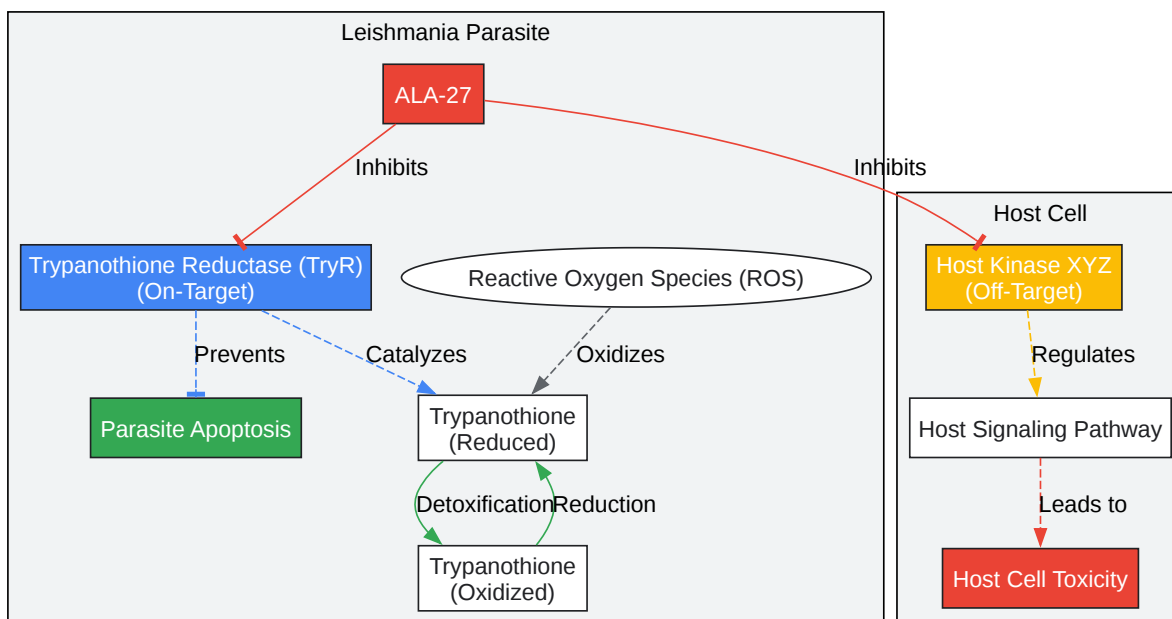 Leishmania Parasite
ALA-27
Inhibits
Inhibits
Host Cell
Trypanothione Reductase (TryR)
(On-Target)
Reactive Oxygen Species (ROS)
Host Kinase XYZ
(Off-Target)
Prevents
Catalyzes
Oxidizes
Regulates
Parasite Apoptosis
Trypanothione
(Reduced)
Host Signaling Pathway
Detoxification
Reduction
Leads to
Trypanothione
(Oxidized)
Host Cell Toxicity